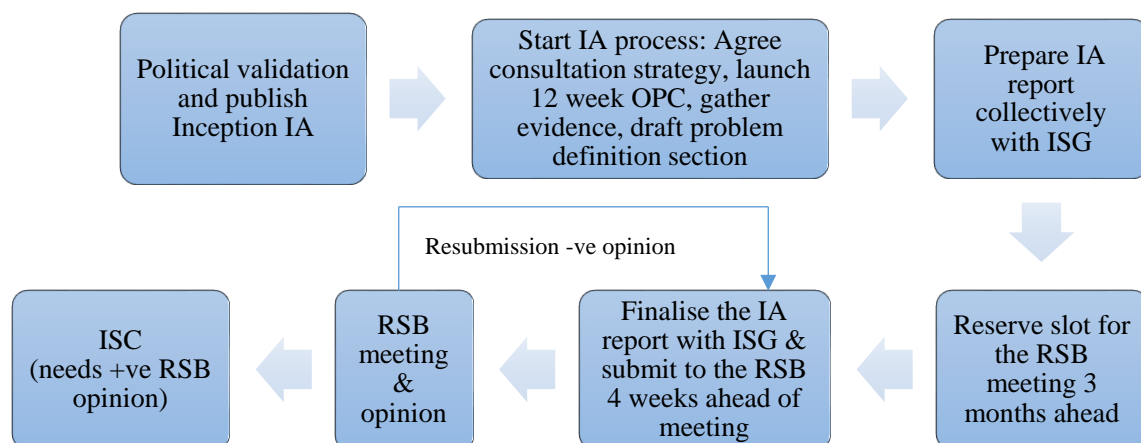 Political validation
and publish
Inception IA
Start IA process: Agree
consultation strategy, launch
12 week OPC, gather
evidence, draft problem
definition section
Prepare IA
report
collectively
with ISG
Resubmission -ve opinion
ISC
(needs +ve RSB
opinion)
RSB
meeting
&
opinion
Finalise the IA
report with ISG &
submit to the RSB
4 weeks ahead of
meeting
Reserve slot for
the RSB
meeting 3
months ahead